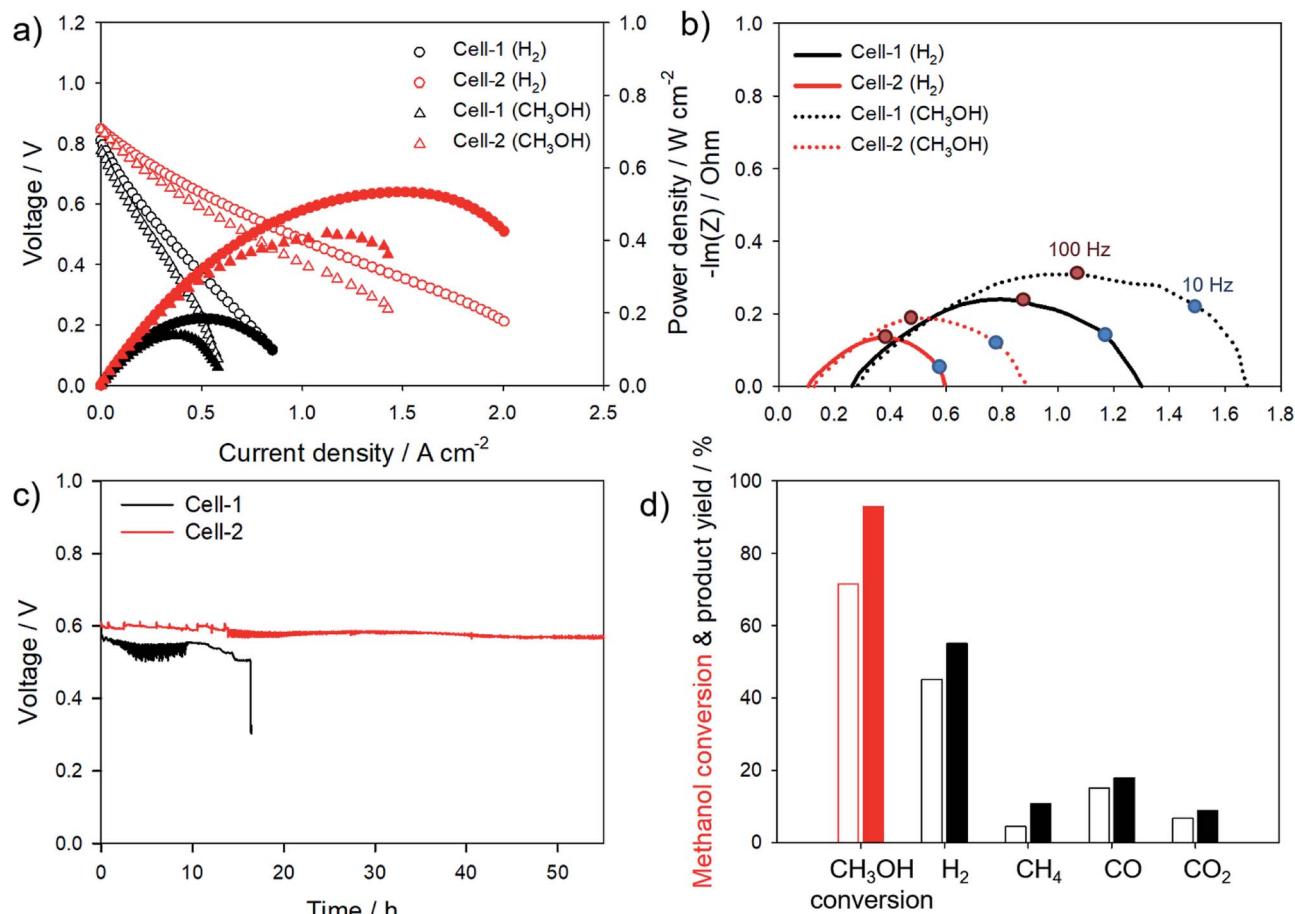 a)
1.2
1.0
0.8
0.6
0.4
0.2
0.0
Voltage / V
1.0
0.8
0.6
0.4
0.2
0.0
Power density / W cm-2
Cell-1 (H2)
Cell-2 (H2)
Cell-1 (CH3OH)
Cell-2 (CH3OH)
0.0 0.5 1.0 1.5 2.0 2.5
Current density / A cm-2
b)
1.0
0.8
0.6
0.4
0.2
0.0
-Im(Z) / Ohm
Cell-1 (H2)
Cell-2 (H2)
Cell-1 (CH3OH)
Cell-2 (CH3OH)
100 Hz
10 Hz
0.0 0.2 0.4 0.6 0.8 1.0 1.2 1.4 1.6 1.8
c)
1.0
0.8
0.6
0.4
0.2
0.0
Voltage / V
Cell-1
Cell-2
0 10 20 30 40 50
Time / h
d)
100
80
60
40
20
0
Methanol conversion & product yield / %
CH3OH H2 CH4 CO CO2
conversion